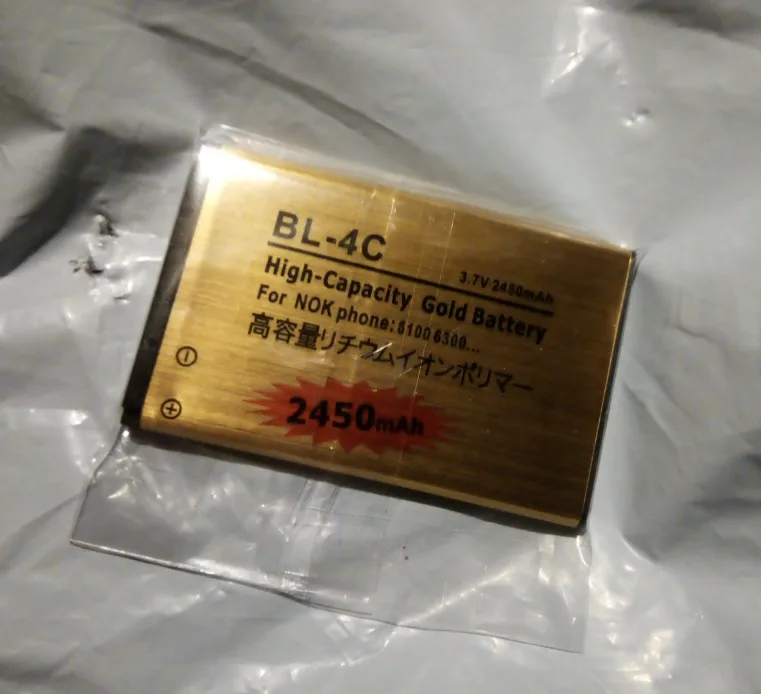 BL-4C
3.7V 2450mAh
High-Capacity Gold Battery
For NOK phone:6100 6300...
高容量リチウムイオンポリマー
2450mAh